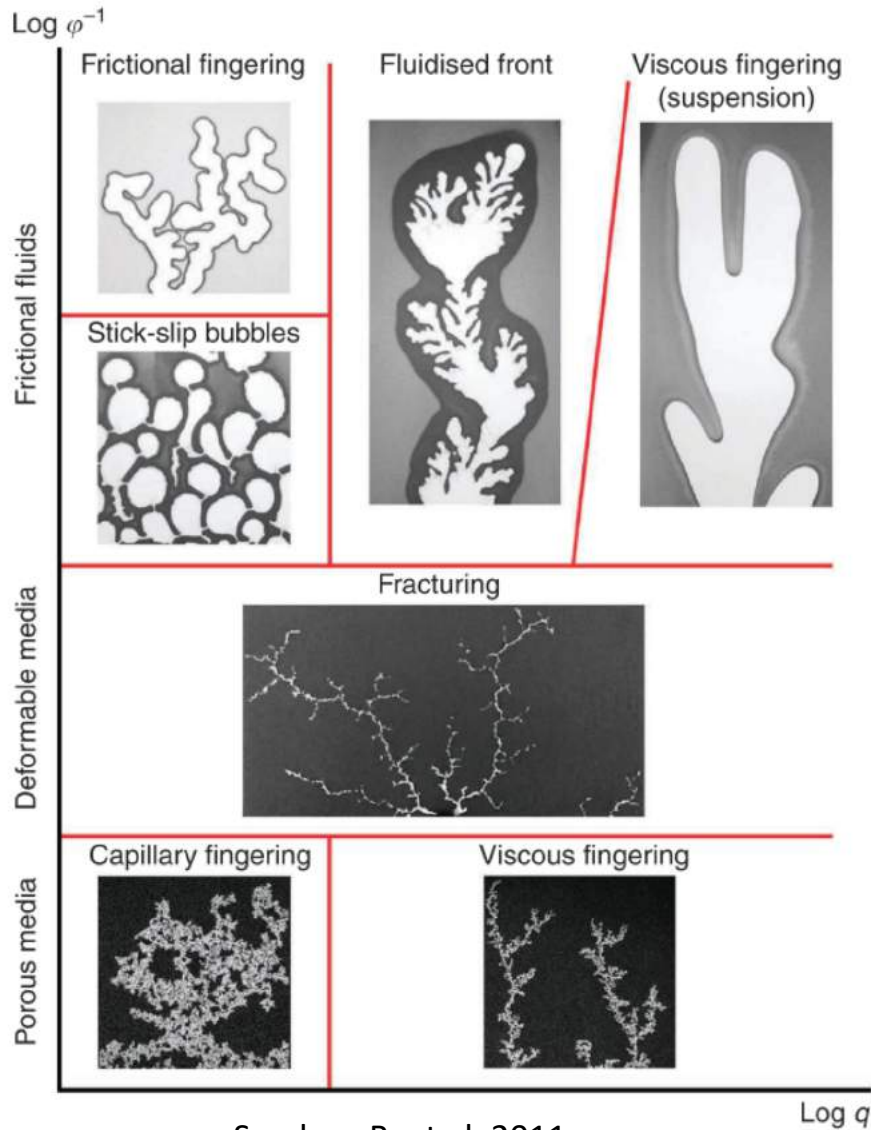 Log φ⁻¹
Frictional fingering
Fluidised front
Viscous fingering
(suspension)
Frictional fluids
Stick-slip bubbles
Deformable media
Fracturing
Porous media
Capillary fingering
Viscous fingering
Log q